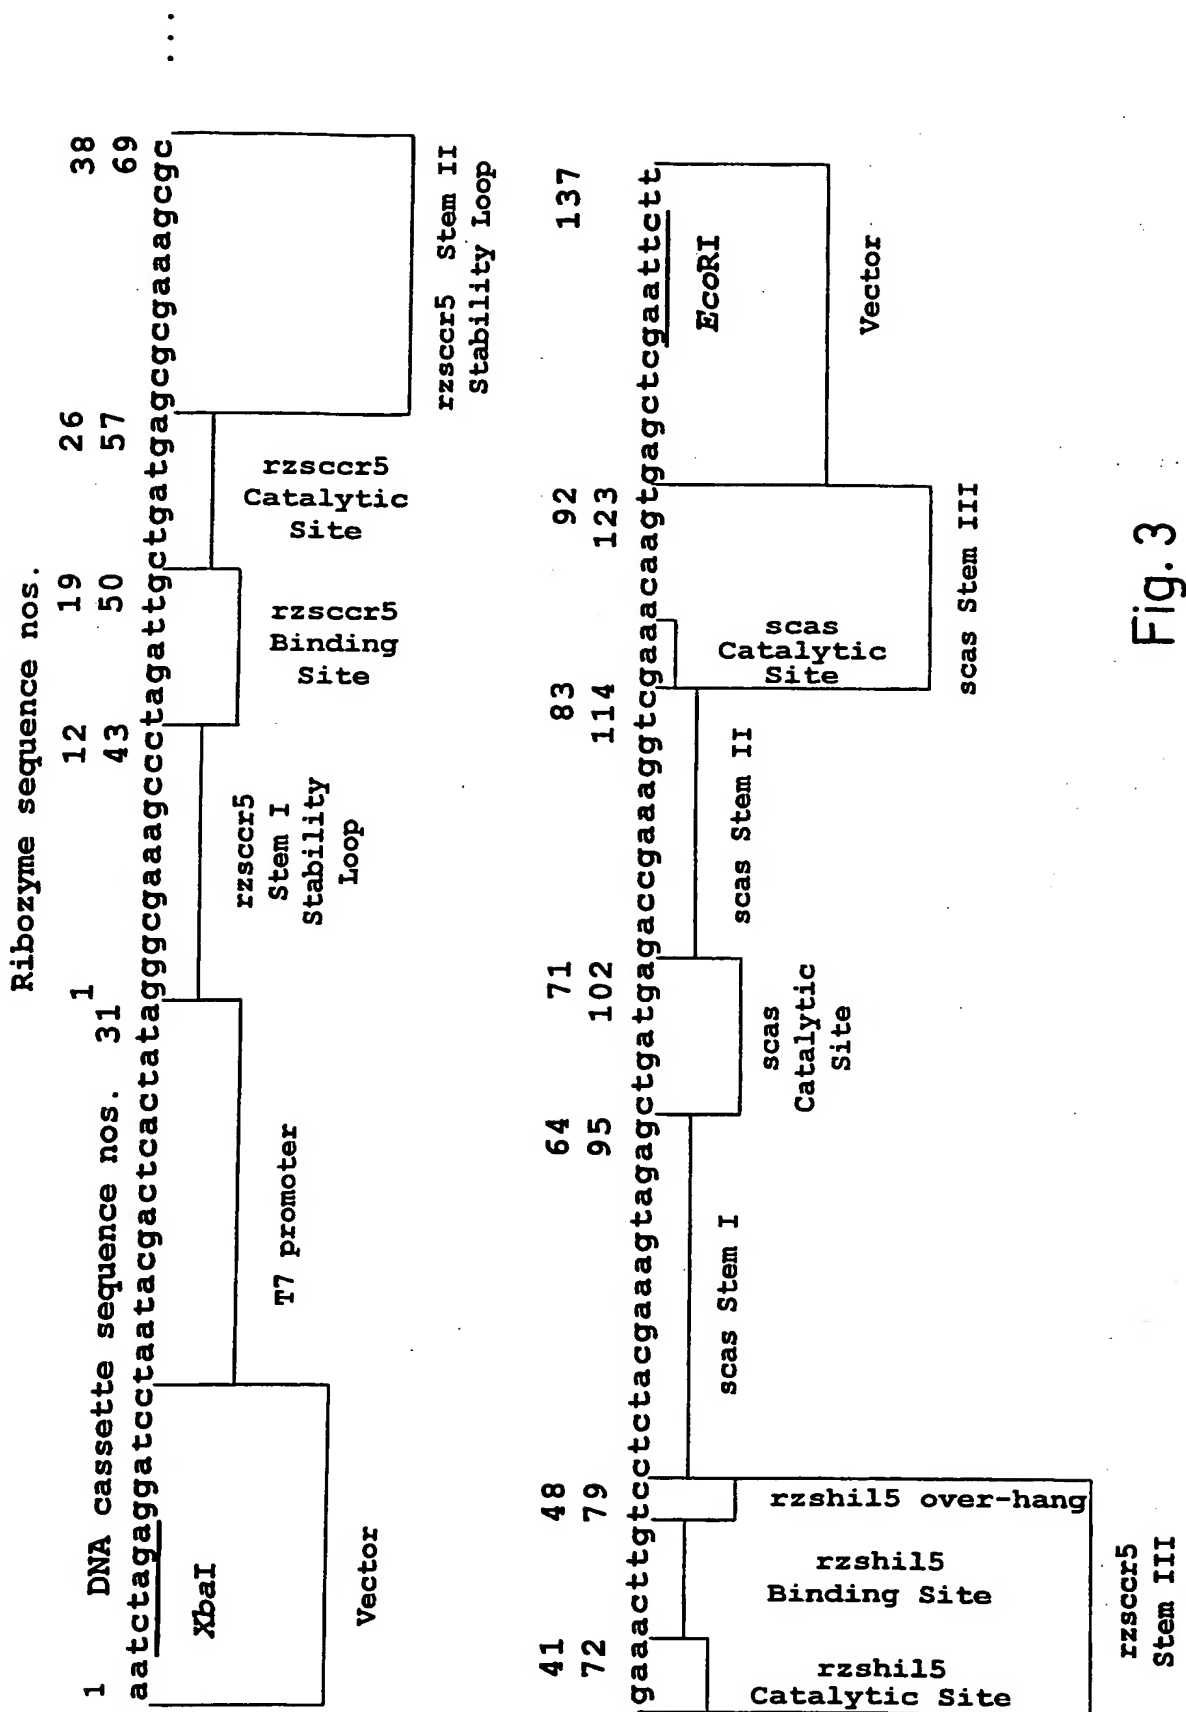 Ribozyme sequence nos.
1 12 19 26 38
1 DNA cassette sequence nos. 31 43 50 57 69
aatctagaggatcctaatacgactcactatagggcgaaagccctagattgctgatgagcgcgaaagcgc ...
XbaI
Vector
T7 promoter
rzsccr5
Stem I
Stability
Loop
rzsccr5
Binding
Site
rzsccr5
Catalytic
Site
rzsccr5 Stem II
Stability Loop
41 48 64 71 83 92
72 79 95 102 114 123 137
gaaacttgtcctctacgaaagtagagctgatgagaccgaaaggtcgaaacaagtgagctcgaattctt
rzshil5
Catalytic Site
rzshil5
Binding Site
rzshil5 over-hang
rzsccr5
Stem III
scas Stem I
scas
Catalytic
Site
scas Stem II
scas
Catalytic
Site
scas Stem III
EcoRI
Vector
Fig. 3